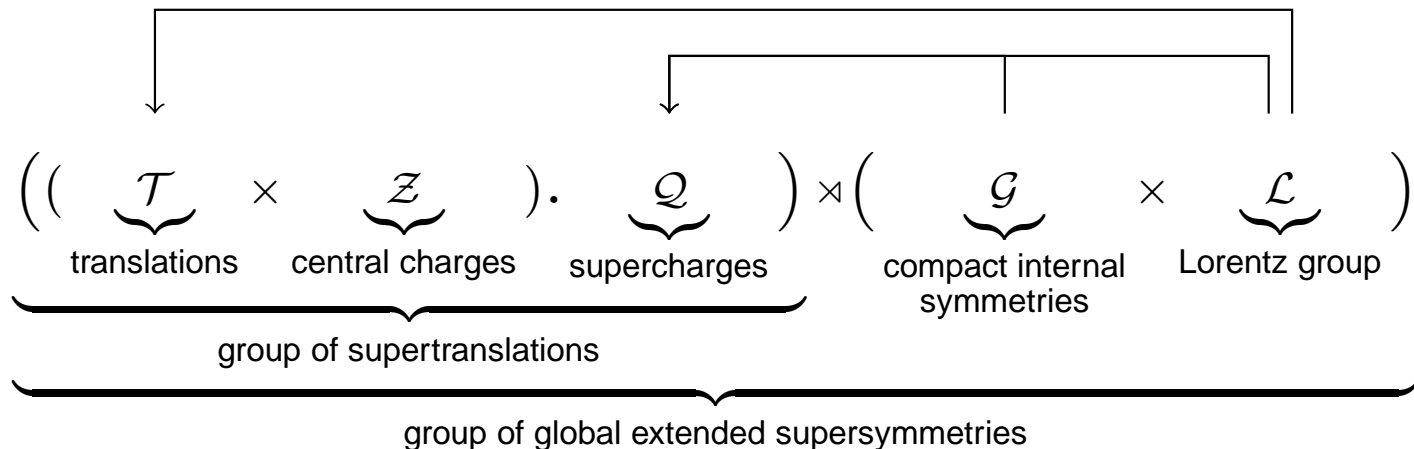 ((𝒯 × 𝒵). 𝒬) ⋊ (𝒢 × ℒ)
translations central charges supercharges compact internal symmetries Lorentz group
group of supertranslations
group of global extended supersymmetries